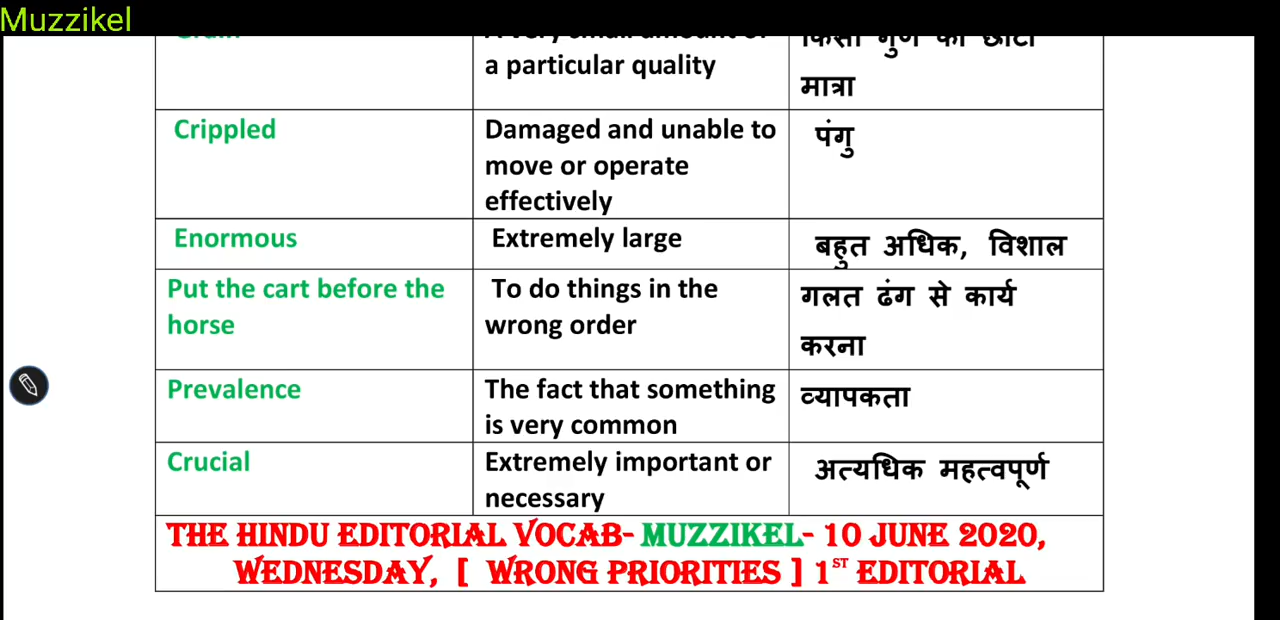 Muzzikel
a particular quality
मात्रा
Crippled
Damaged and unable to
move or operate
effectively
पंगु
Enormous
Extremely large
बहुत अधिक, विशाल
Put the cart before the
horse
To do things in the
wrong order
गलत ढंग से कार्य
करना
Prevalence
The fact that something
is very common
व्यापकता
Crucial
Extremely important or
necessary
अत्यधिक महत्वपूर्ण
THE HINDU EDITORIAL VOCAB- MUZZIKEL- 10 JUNE 2020,
WEDNESDAY, [ WRONG PRIORITIES ] 1ST EDITORIAL